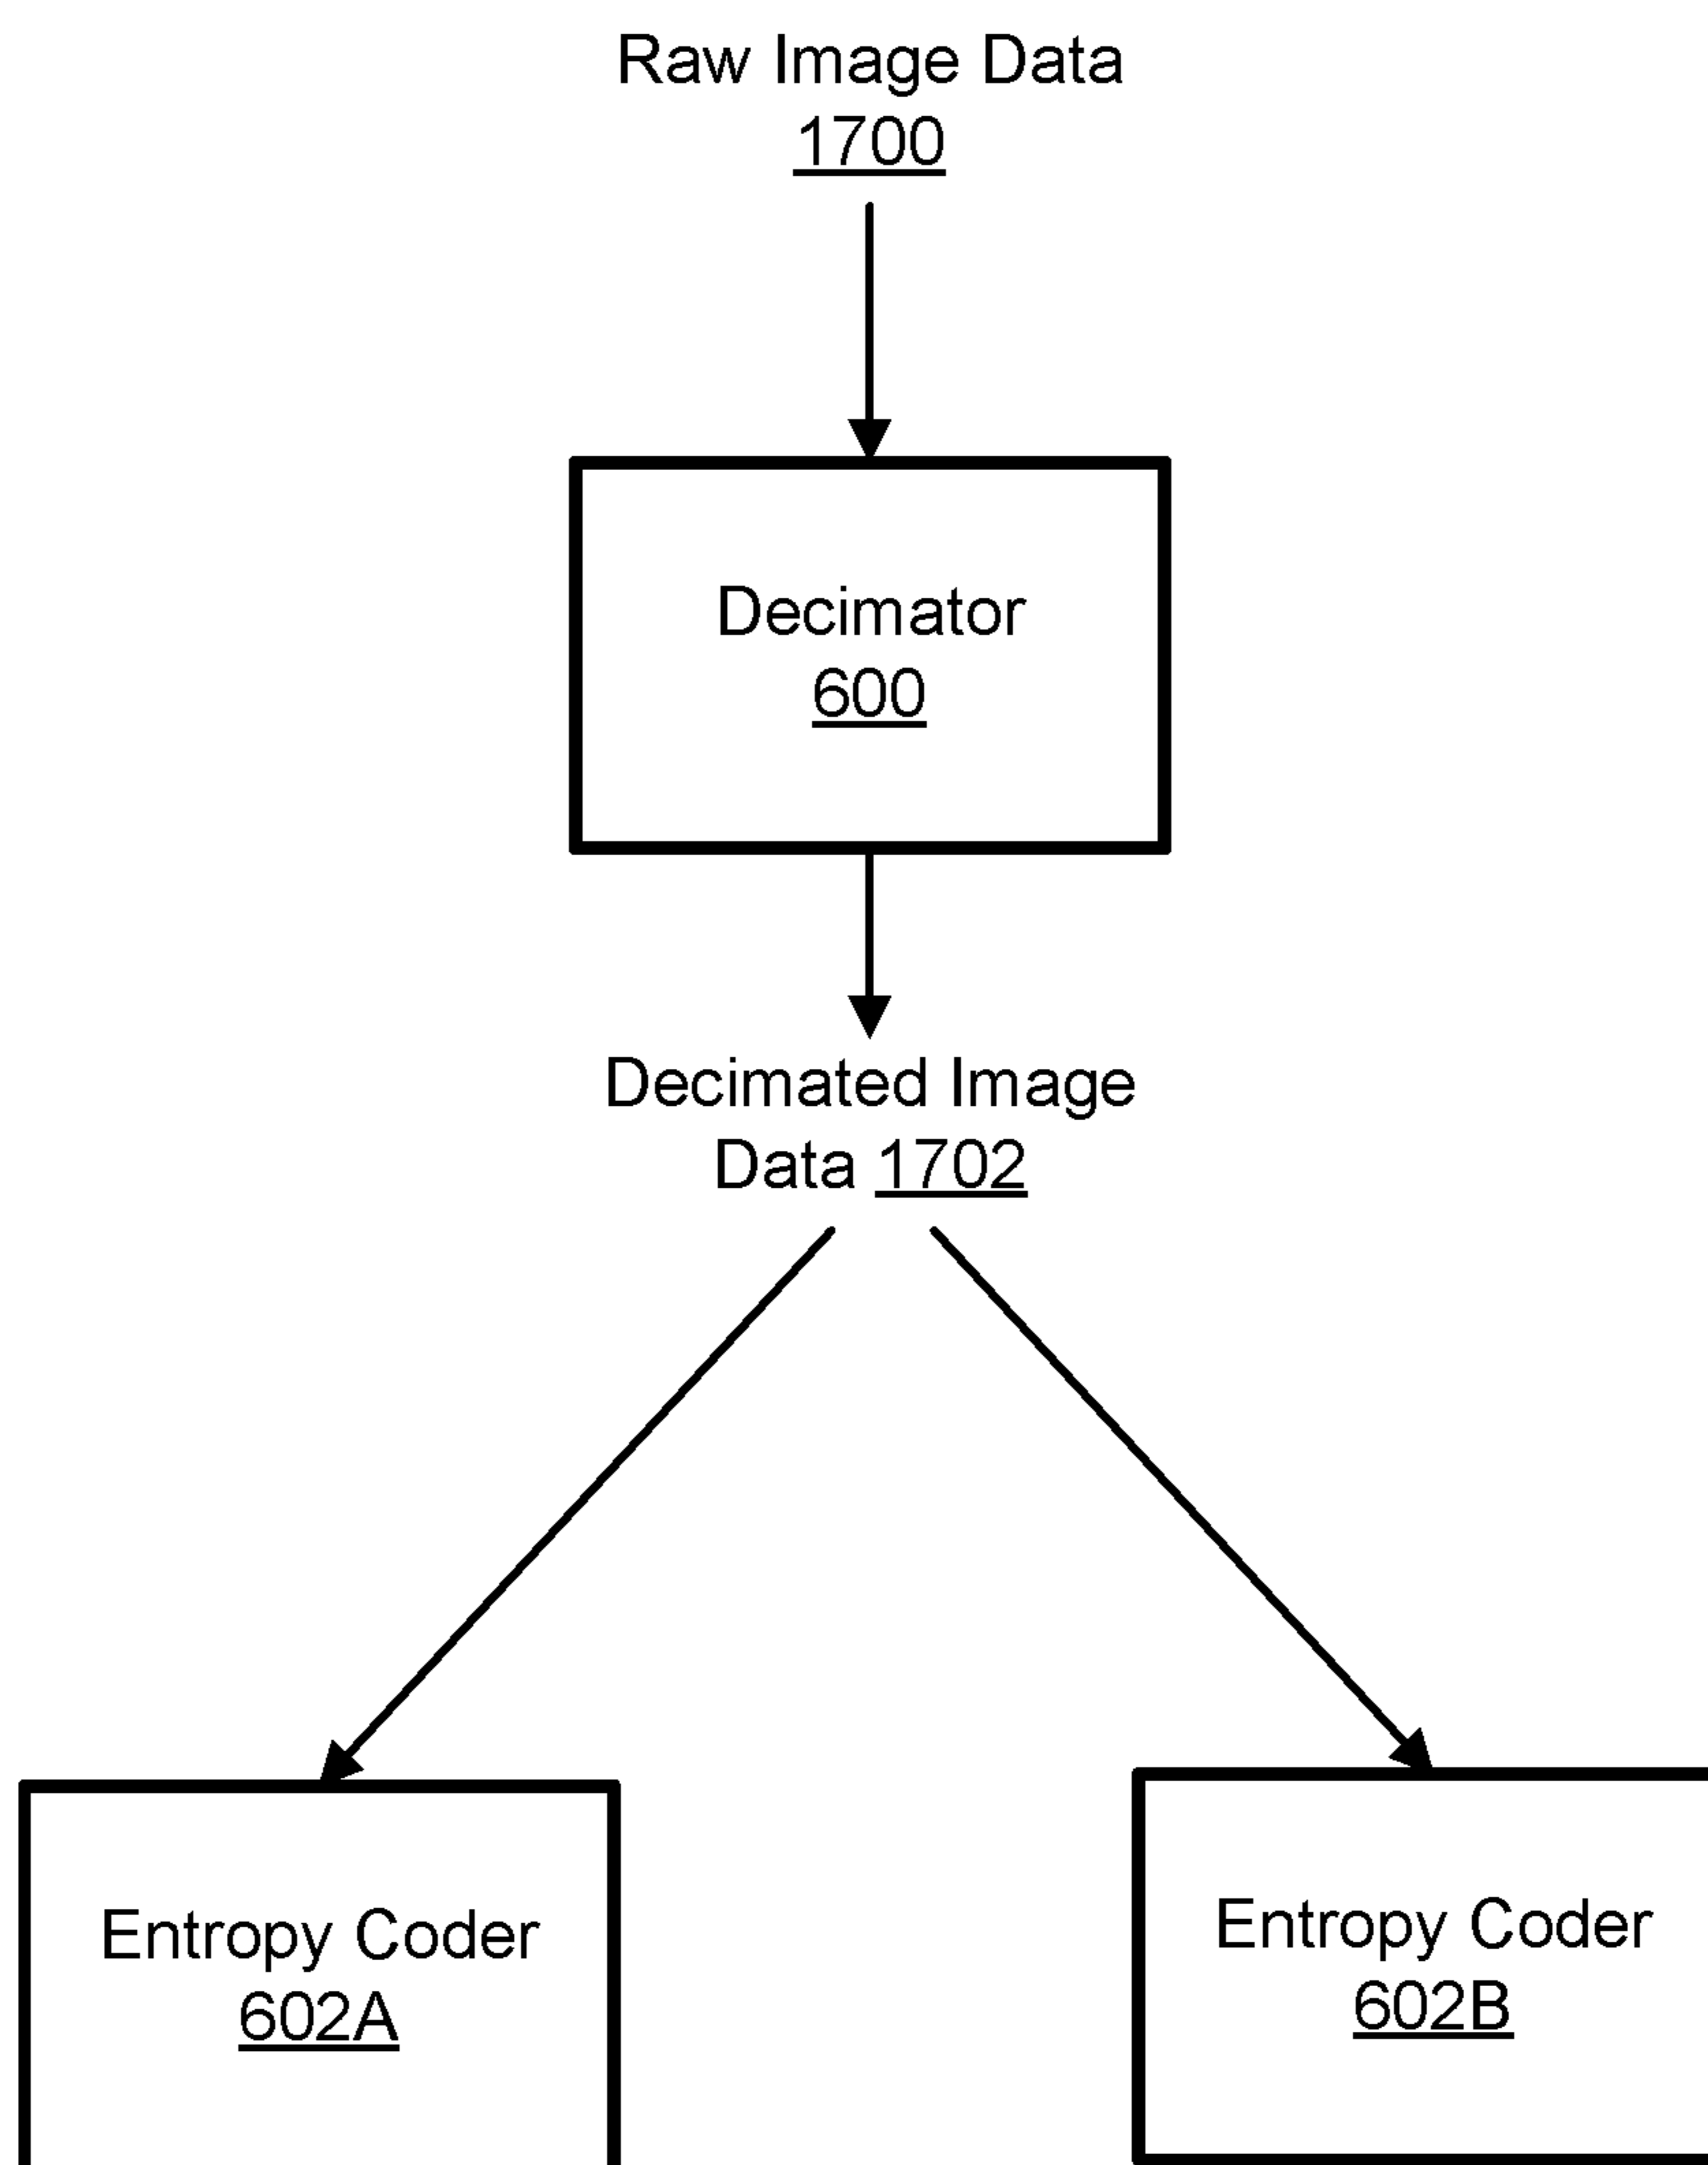 Raw Image Data
1700
Decimator
600
Decimated Image
Data 1702
Entropy Coder
602A
Entropy Coder
602B